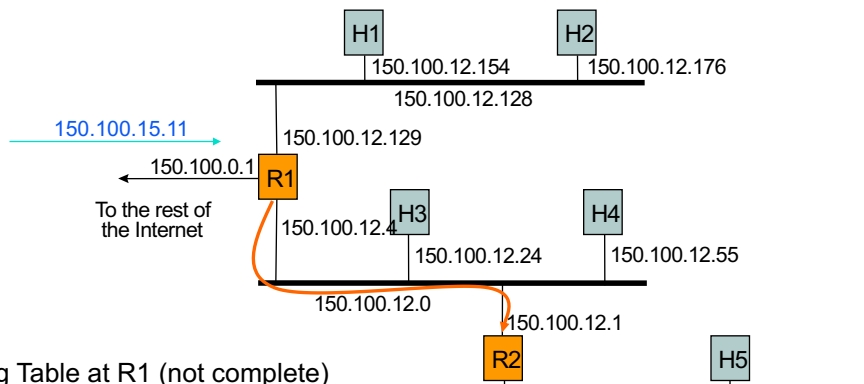 H1
H2
150.100.12.154
150.100.12.176
150.100.12.128
150.100.15.11
150.100.12.129
150.100.0.1
R1
To the rest of
the Internet
H3
H4
150.100.12.4
150.100.12.24
150.100.12.55
150.100.12.0
150.100.12.1
R2
H5
Table at R1 (not complete)